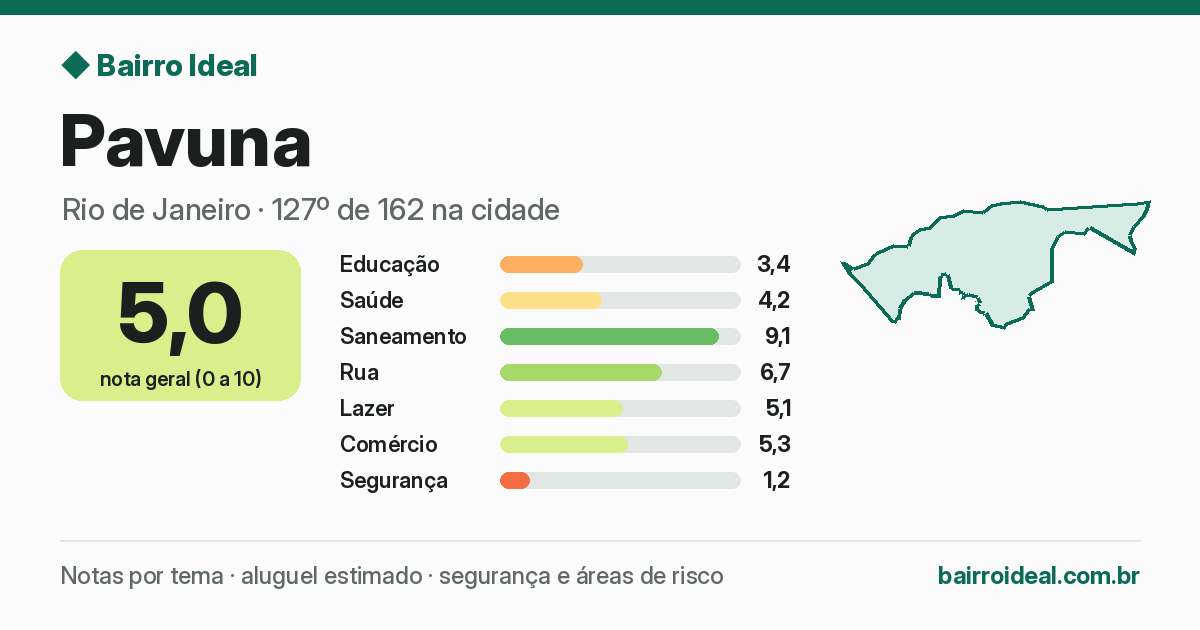 Bairro Ideal
Pavuna
Rio de Janeiro · 127º de 162 na cidade
5,0
nota geral (0 a 10)
Educação 3,4
Saúde 4,2
Saneamento 9,1
Rua 6,7
Lazer 5,1
Comércio 5,3
Segurança 1,2
Notas por tema · aluguel estimado · segurança e áreas de risco
bairroideal.com.br